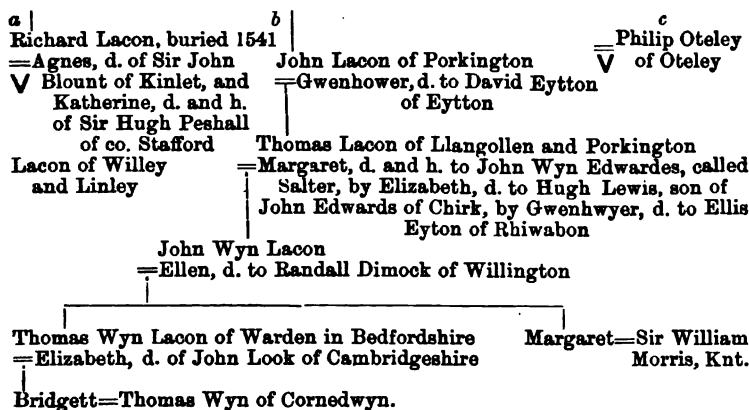 a b c
Richard Lacon, buried 1541
=Agnes, d. of Sir John
V Blount of Kinlet, and
Katherine, d. and h.
of Sir Hugh Peshall
of co. Stafford
Lacon of Willey
and Linley
John Lacon of Porkington
=Gwenhower, d. to David Eytton
of Eytton
=Philip Oteley
V of Oteley
Thomas Lacon of Llangollen and Porkington
=Margaret, d. and h. to John Wyn Edwardes, called
Salter, by Elizabeth, d. to Hugh Lewis, son of
John Edwards of Chirk, by Gwenhwyer, d. to Ellis
Eyton of Rhiwabon
John Wyn Lacon
=Ellen, d. to Randall Dimock of Willington
Thomas Wyn Lacon of Warden in Bedfordshire
=Elizabeth, d. of John Look of Cambridgeshire
Margaret=Sir William
Morris, Knt.
Bridgett=Thomas Wyn of Cornedwyn.